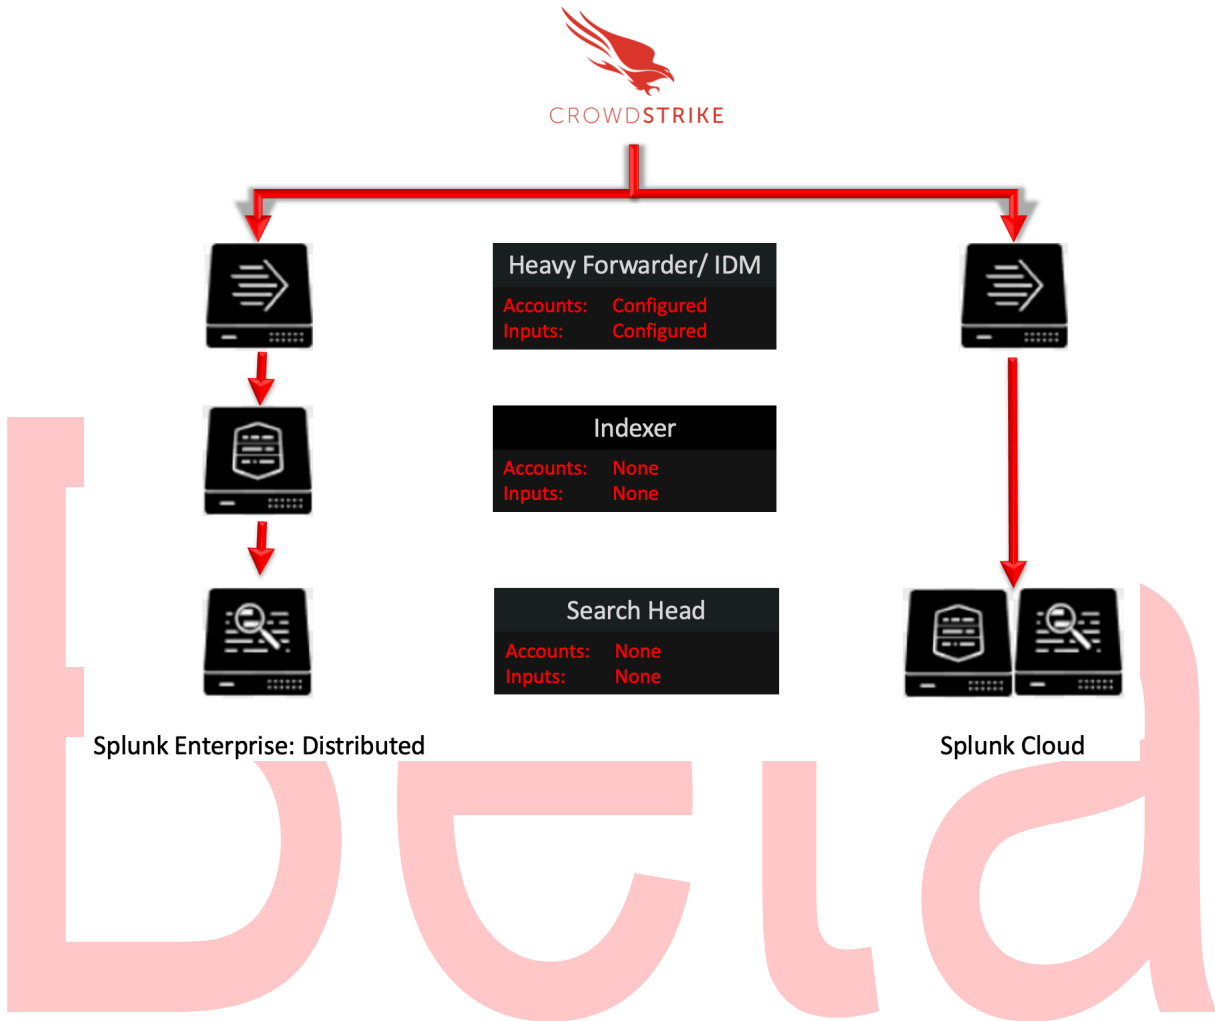 CROWDSTRIKE
Heavy Forwarder/ IDM
Accounts: Configured
Inputs: Configured
Indexer
Accounts: None
Inputs: None
Search Head
Accounts: None
Inputs: None
Splunk Enterprise: Distributed
Splunk Cloud
Beta